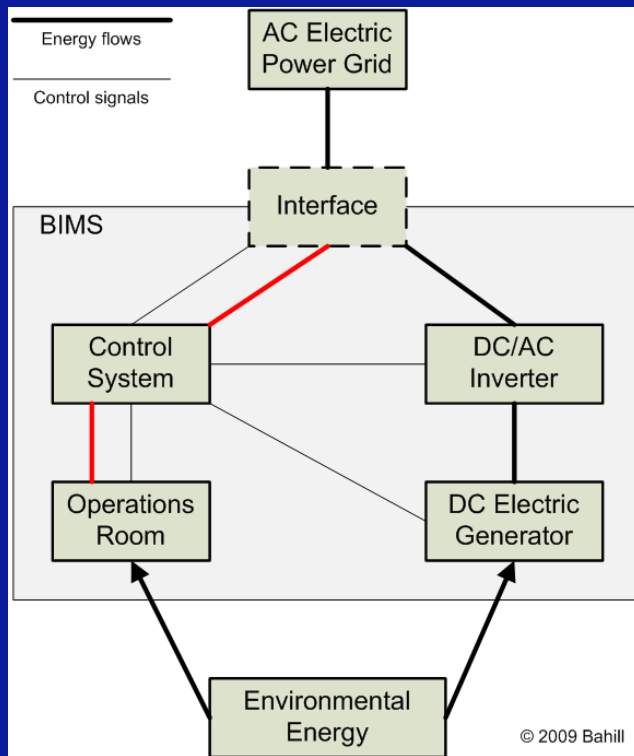 Energy flows
Control signals
AC Electric
Power Grid
Interface
BIMS
Control
System
DC/AC
Inverter
Operations
Room
DC Electric
Generator
Environmental
Energy
© 2009 Bahill